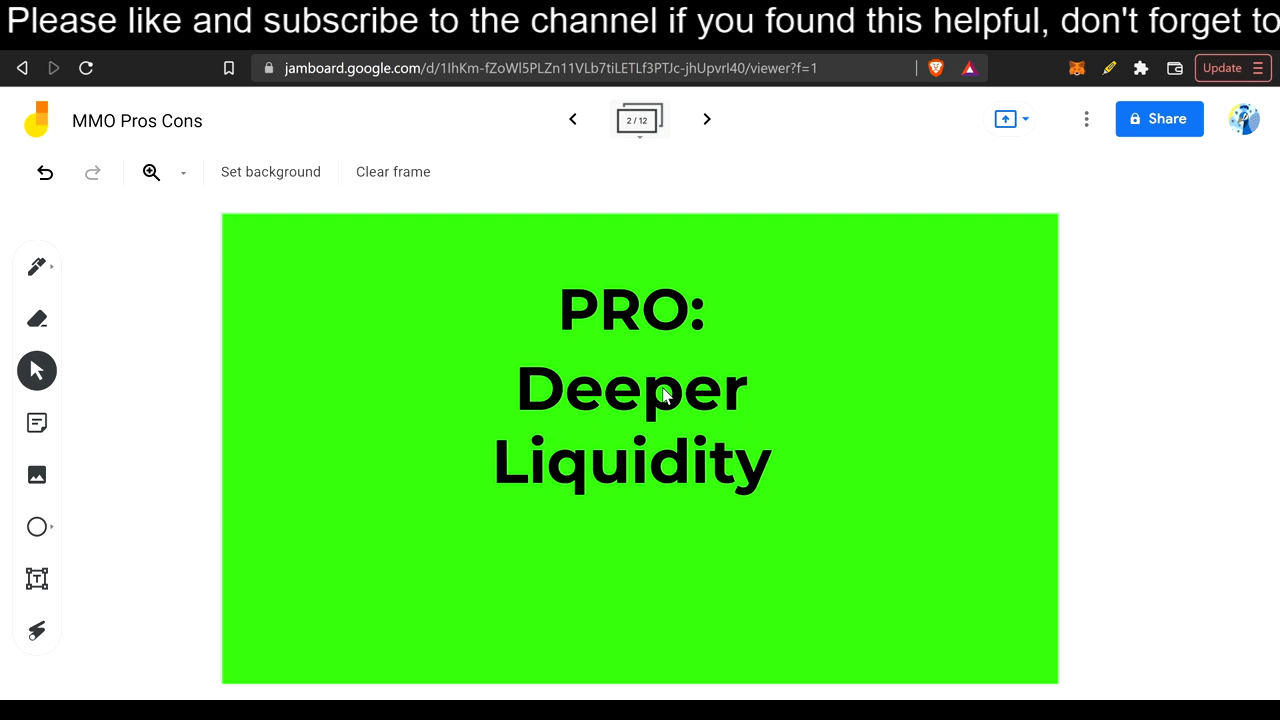 Please like and subscribe to the channel if you found this helpful, don't forget to
jamboard.google.com/d/1IhKm-fZoWl5PLZn11VLb7tiLETLf3PTJc-jhUpvrl40/viewer?f=1
Update
MMO Pros Cons
2 / 12
Share
Set background
Clear frame
PRO:
Deeper
Liquidity